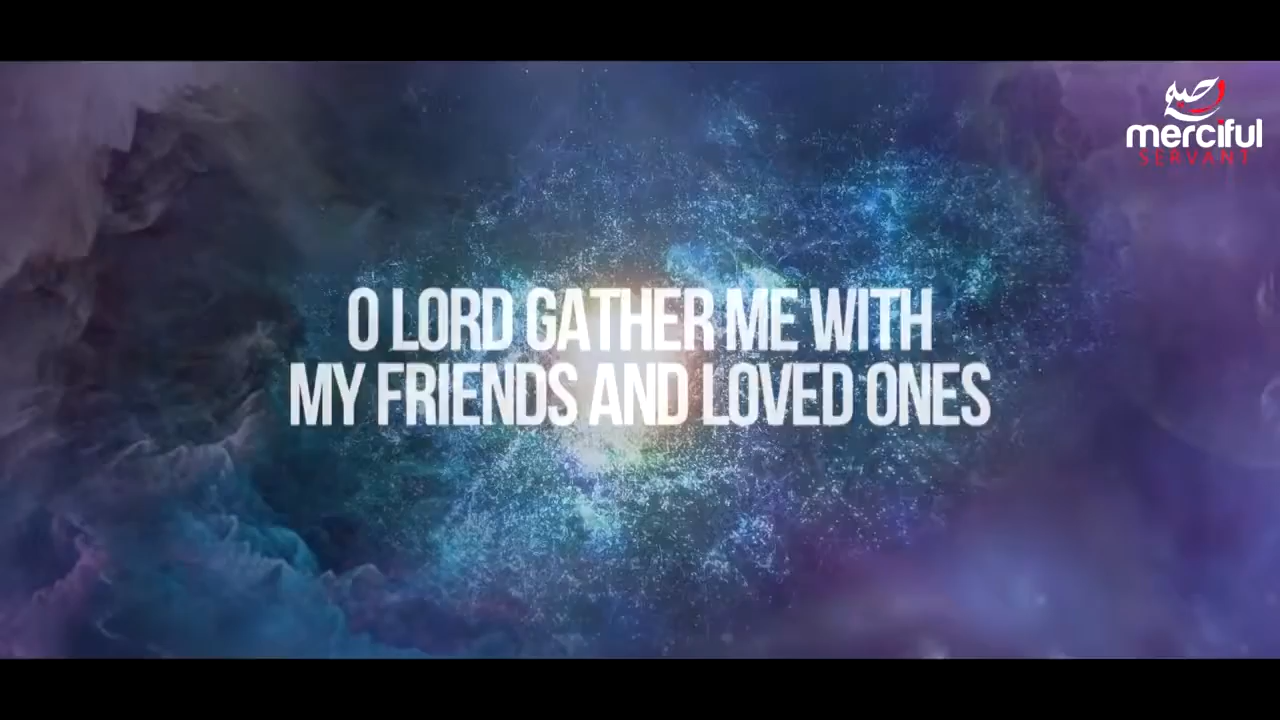 merciful
SERVANT
O LORD GATHER ME WITH
MY FRIENDS AND LOVED ONES